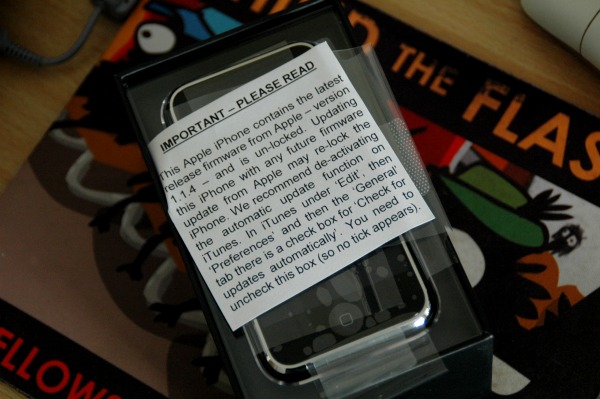 IMPORTANT – PLEASE READ
This Apple iPhone contains the latest
release firmware from Apple – version
1.1.4 – and is un-locked. Updating
this iPhone with any future firmware
update from Apple may re-lock the
iPhone. We recommend de-activating
the automatic update function on
iTunes. In iTunes under 'Edit', then
'Preferences' and then the 'General'
tab there is a check box for 'Check for
updates automatically'. You need to
uncheck this box (so no tick appears).
THE FLAS
ELLOWS